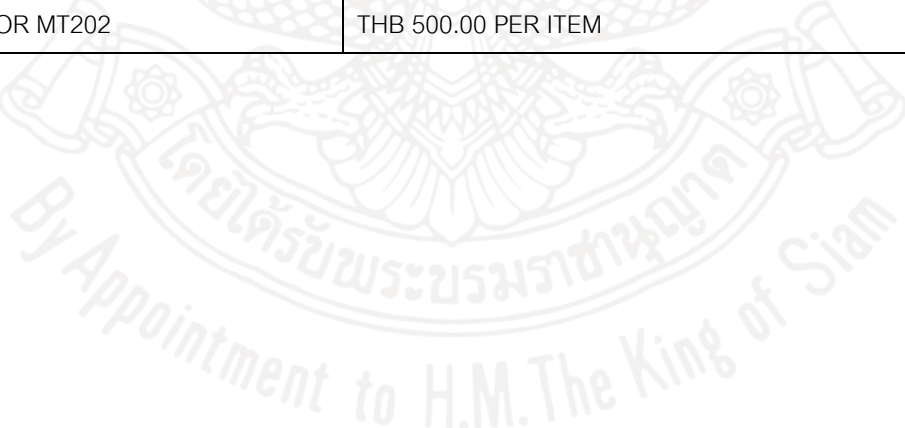 OR MT202 THB 500.00 PER ITEM
โดยได้รับพระบรมราชานุญาต
By Appointment to H.M. The King of Siam